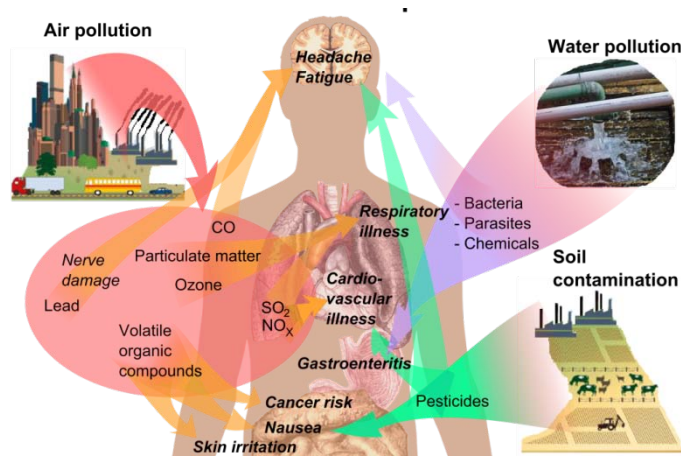 Air pollution
Headache
Fatigue
Water pollution
CO
Particulate matter
Ozone
Nerve
damage
Lead
Volatile
organic
compounds
SO2
NOX
Respiratory
illness
Cardio-
vascular
illness
- Bacteria
- Parasites
- Chemicals
Soil
contamination
Gastroenteritis
Pesticides
Cancer risk
Nausea
Skin irritation